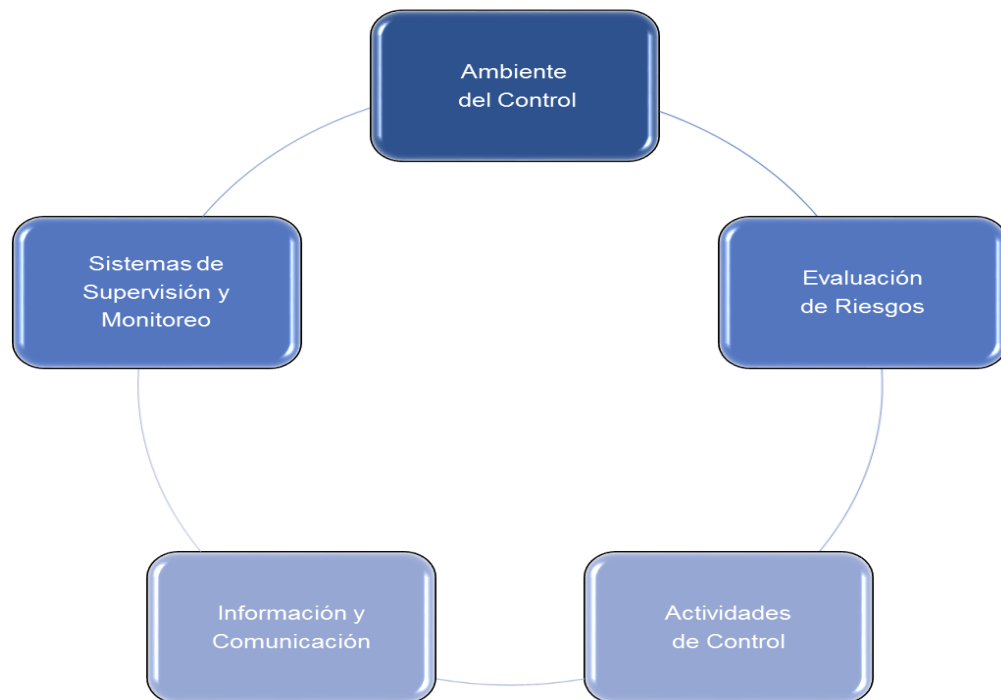 Ambiente
del Control
Evaluación
de Riesgos
Actividades
de Control
Información y
Comunicación
Sistemas de
Supervisión y
Monitoreo